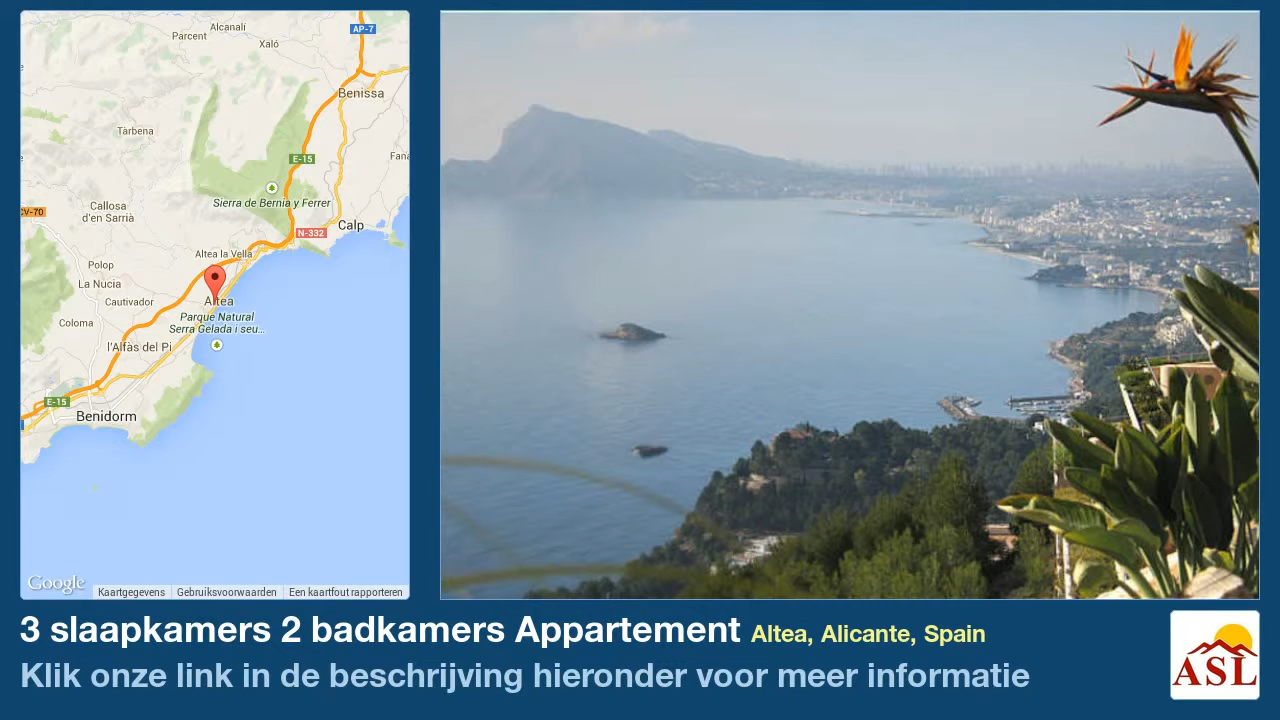 Alcanalí
Parcent
AP-7
Xaló
Benissa
Tàrbena
E-15
Fana
Sierra de Bernia y Ferrer
Callosa
d'en Sarrià
CV-70
Calp
N-332
Altea la Vella
Polop
La Nucia
Cautivador
Altea
Parque Natural
Serra Gelada i seu...
Coloma
l'Alfàs del Pi
E-15
Benidorm
Google
Kaartgegevens Gebruiksvoorwaarden Een kaartfout rapporteren
3 slaapkamers 2 badkamers Appartement Altea, Alicante, Spain
Klik onze link in de beschrijving hieronder voor meer informatie
ASL